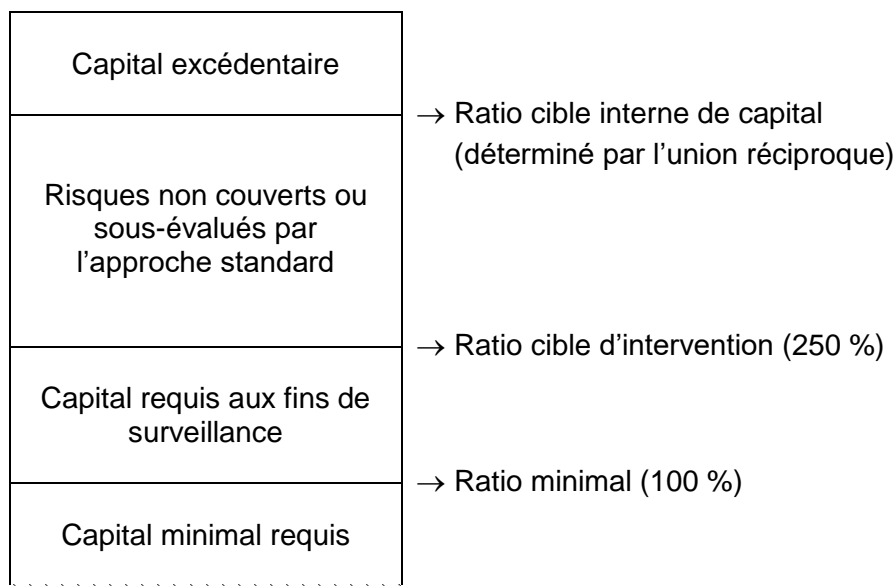 Capital excédentaire
→ Ratio cible interne de capital
(déterminé par l’union réciproque)
Risques non couverts ou
sous-évalués par
l’approche standard
→ Ratio cible d’intervention (250 %)
Capital requis aux fins de
surveillance
→ Ratio minimal (100 %)
Capital minimal requis